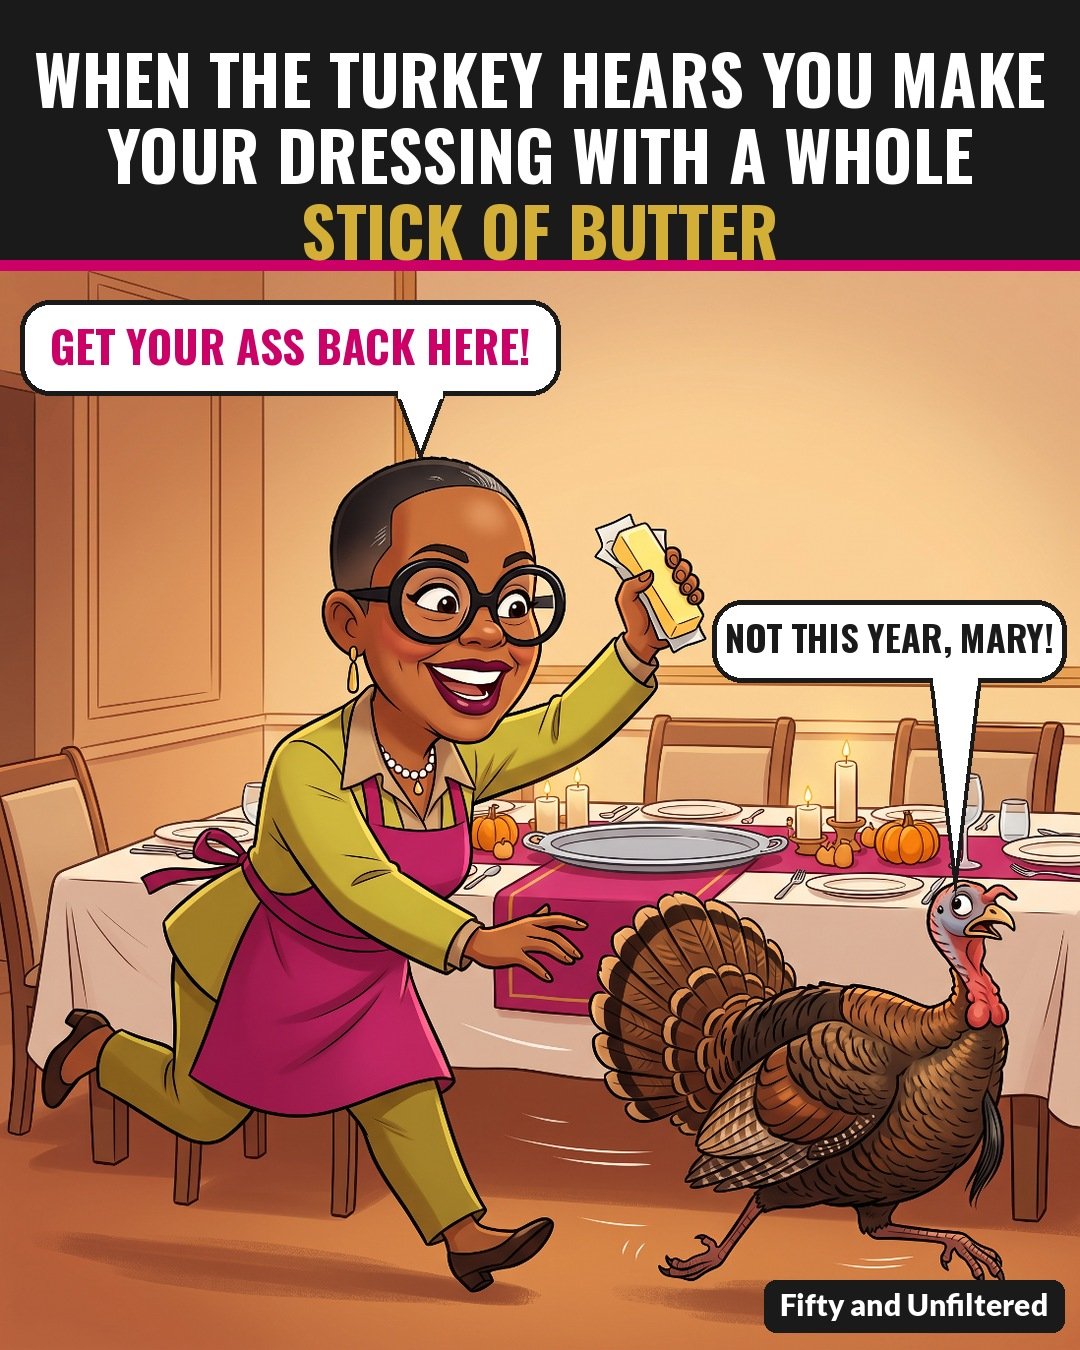 WHEN THE TURKEY HEARS YOU MAKE
YOUR DRESSING WITH A WHOLE
STICK OF BUTTER
GET YOUR ASS BACK HERE!
NOT THIS YEAR, MARY!
Fifty and Unfiltered